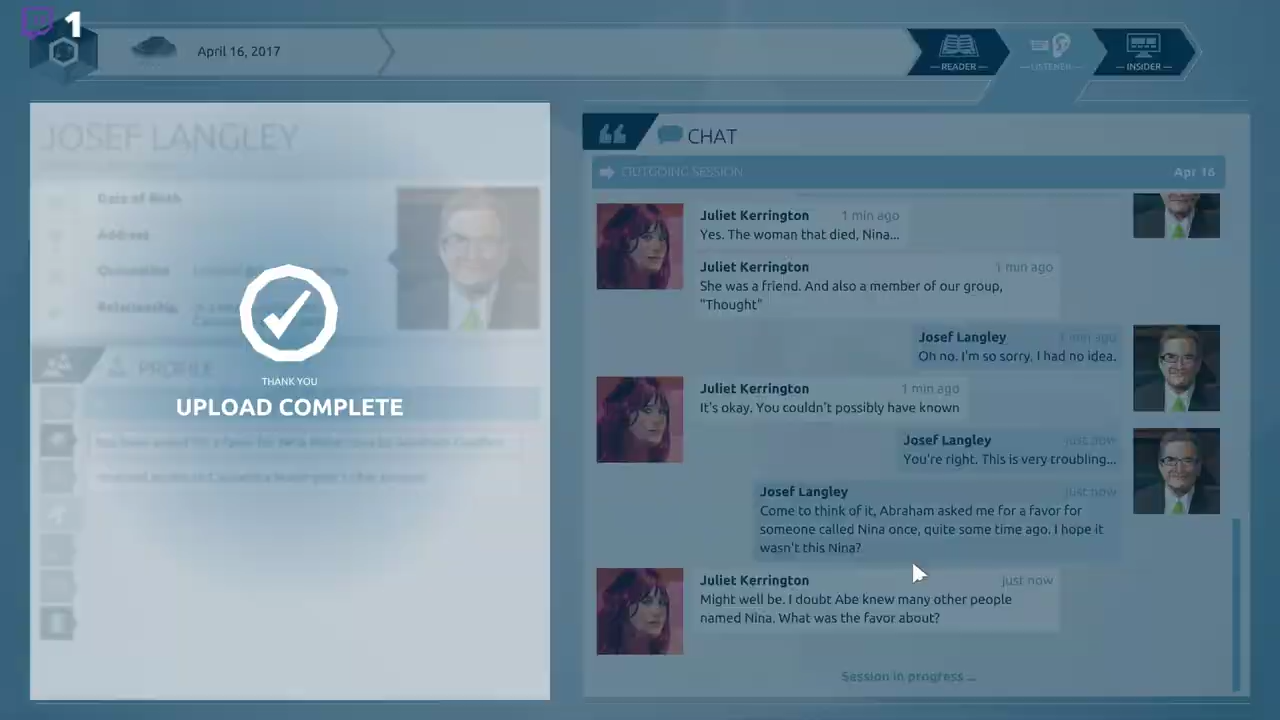 1
April 16, 2017
READER
LISTENER
INSIDER
JOSEF LANGLEY
Date of Birth
Address
Occupation
Relationship
PROFILE
THANK YOU
UPLOAD COMPLETE
CHAT
OUTGOING SESSION
Apr 16
Juliet Kerrington 1 min ago
Yes. The woman that died, Nina...
Juliet Kerrington 1 min ago
She was a friend. And also a member of our group,
"Thought"
Josef Langley 1 min ago
Oh no. I'm so sorry. I had no idea.
Juliet Kerrington 1 min ago
It's okay. You couldn't possibly have known
Josef Langley just now
You're right. This is very troubling...
Josef Langley just now
Come to think of it, Abraham asked me for a favor for
someone called Nina once, quite some time ago. I hope it
wasn't this Nina?
Juliet Kerrington just now
Might well be. I doubt Abe knew many other people
named Nina. What was the favor about?
Session in progress ...